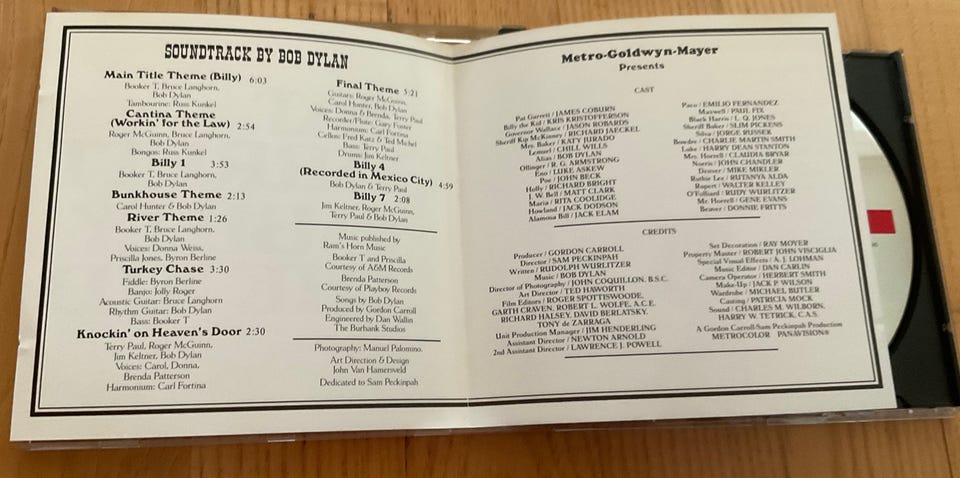 SOUNDTRACK BY BOB DYLAN
Main Title Theme (Billy) 6:03
Booker T, Bruce Langhorn,
Bob Dylan
Tambourine: Russ Kunkel
Cantina Theme
(Workin' for the Law) 2:54
Roger McGuinn, Bruce Langhorn,
Bob Dylan
Bongos: Russ Kunkel
Billy 1 3:53
Booker T, Bruce Langhorn,
Bob Dylan
Bunkhouse Theme 2:13
Carol Hunter & Bob Dylan
River Theme 1:26
Booker T, Bruce Langhorn,
Bob Dylan
Voices: Donna Weiss,
Priscilla Jones, Byron Berline
Turkey Chase 3:30
Fiddle: Byron Berline
Banjo: Jolly Roger
Acoustic Guitar: Bruce Langhorn
Rhythm Guitar: Bob Dylan
Bass: Booker T
Knockin' on Heaven's Door 2:30
Terry Paul, Roger McGuinn,
Jim Keltner, Bob Dylan
Voices: Carol, Donna,
Brenda Patterson
Harmonium: Carl Fortina
Final Theme 5:21
Guitars: Roger McGuinn,
Carol Hunter, Bob Dylan
Voices: Donna & Brenda, Terry Paul
Recorder/Flute: Gary Foster
Harmonium: Carl Fortina
Cellos: Fred Katz & Ted Michel
Bass: Terry Paul
Drums: Jim Keltner
Billy 4
(Recorded in Mexico City) 4:59
Bob Dylan & Terry Paul
Billy 7 2:08
Jim Keltner, Roger McGuinn,
Terry Paul & Bob Dylan
Music published by
Ram's Horn Music
Booker T and Priscilla
Courtesy of A&M Records
Brenda Patterson
Courtesy of Playboy Records
Songs by Bob Dylan
Produced by Gordon Carroll
Engineered by Dan Wallin
The Burbank Studios
Photography: Manuel Palomino.
Art Direction & Design
John Van Hamersveld
Dedicated to Sam Peckinpah
Metro-Goldwyn-Mayer
Presents
CAST
Pat Garrett / JAMES COBURN
Billy the Kid / KRIS KRISTOFFERSON
Governor Wallace / JASON ROBARDS
Sheriff Kip McKinney / RICHARD JAECKEL
Mrs. Baker / KATY JURADO
Lemuel / CHILL WILLS
Alias / BOB DYLAN
Ollinger / R. G. ARMSTRONG
Eno / LUKE ASKEW
Poe / JOHN BECK
Holly / RICHARD BRIGHT
J. W. Bell / MATT CLARK
Maria / RITA COOLIDGE
Howland / JACK DODSON
Alamosa Bill / JACK ELAM
Paco / EMILIO FERNANDEZ
Maxwell / PAUL FIX
Black Harris / L. Q. JONES
Sheriff Baker / SLIM PICKENS
Silva / JORGE RUSSEK
Bowdre / CHARLIE MARTIN SMITH
Luke / HARRY DEAN STANTON
Mrs. Horrell / CLAUDIA BRYAR
Norris / JOHN CHANDLER
Denver / MIKE MIKLER
Ruthie Lee / RUTANYA ALDA
Rupert / WALTER KELLEY
O'Folliard / RUDY WURLITZER
Mr. Horrell / GENE EVANS
Beaver / DONNIE FRITTS
CREDITS
Producer / GORDON CARROLL
Director / SAM PECKINPAH
Written / RUDOLPH WURLITZER
Music / BOB DYLAN
Director of Photography / JOHN COQUILLON, B.S.C.
Art Director / TED HAWORTH
Film Editors / ROGER SPOTTISWOODE,
GARTH CRAVEN, ROBERT L. WOLFE, A.C.E.
RICHARD HALSEY, DAVID BERLATSKY,
TONY de ZARRAGA
Unit Production Manager / JIM HENDERLING
Assistant Director / NEWTON ARNOLD
2nd Assistant Director / LAWRENCE J. POWELL
Set Decoration / RAY MOYER
Property Master / ROBERT JOHN VISCIGLIA
Special Visual Effects / A. J. LOHMAN
Music Editor / DAN CARLIN
Camera Operator / HERBERT SMITH
Make-Up / JACK P. WILSON
Wardrobe / MICHAEL BUTLER
Casting / PATRICIA MOCK
Sound / CHARLES M. WILBORN,
HARRY W. TETRICK, C.A.S.
A Gordon Carroll/Sam Peckinpah Production
METROCOLOR PANAVISION®